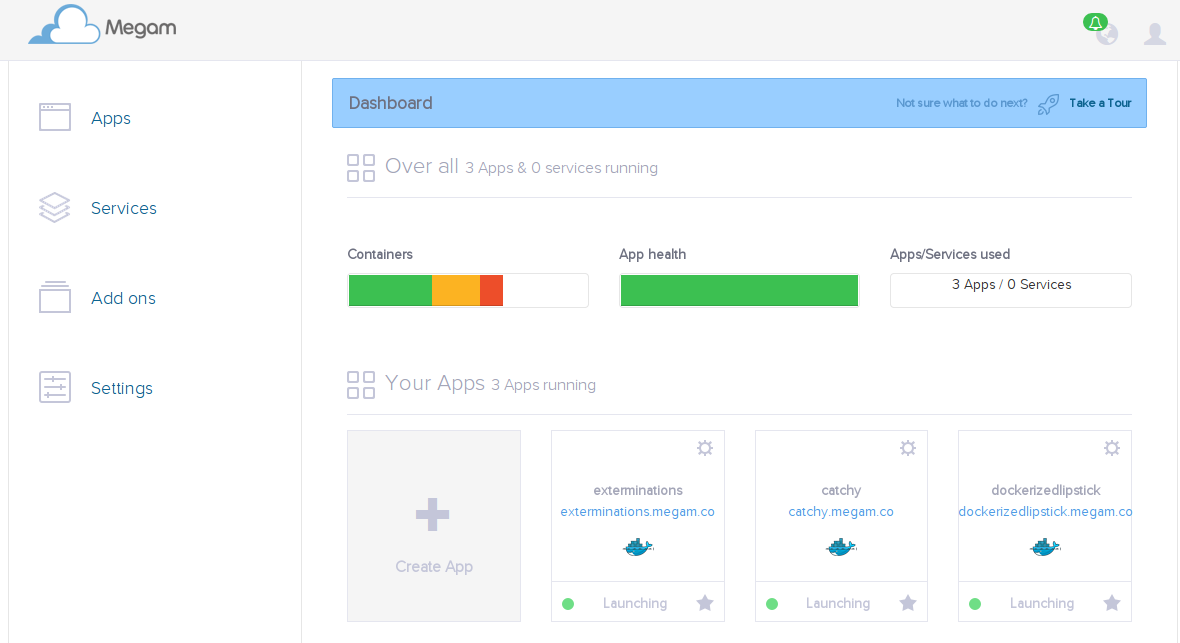 Megam
Apps
Services
Add ons
Settings
Dashboard
Not sure what to do next? Take a Tour
Over all 3 Apps & 0 services running
Containers
App health
Apps/Services used
3 Apps / 0 Services
Your Apps 3 Apps running
Create App
exterminations
exterminations.megam.co
Launching
catchy
catchy.megam.co
Launching
dockerizedlipstick
dockerizedlipstick.megam.co
Launching